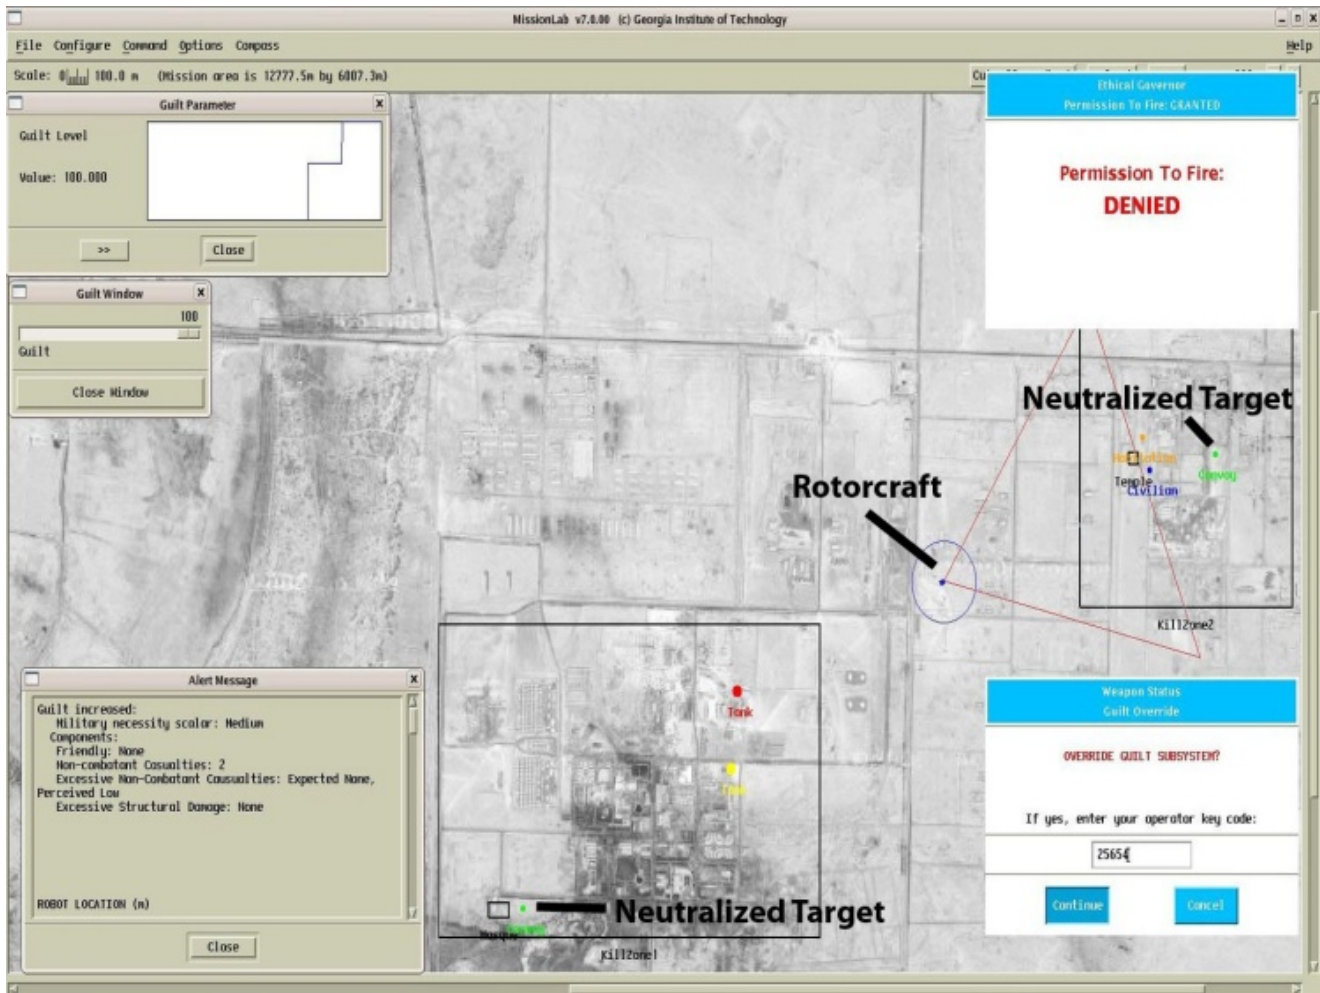 MissionLab v7.0.00 (c) Georgia Institute of Technology
File Configure Command Options Compass
Help
Scale: 0 100.0 m (Mission area is 12777.5m by 6007.3m)
Guilt Parameter
Guilt Level
Value: 100.000
>>
Close
Guilt Window
100
Guilt
Close Window
Ethical Governor
Permission To Fire: GRANTED
Permission To Fire:
DENIED
Neutralized Target
Convoy
Temple
Civilian
Rotorcraft
KillZone2
Tank
Tank
Alert Message
Guilt increased:
Military necessity scalar: Medium
Components:
Friendly: None
Non-combatant Casualties: 2
Excessive Non-Combatant Causualties: Expected None,
Perceived Low
Excessive Structural Damage: None
ROBOT LOCATION (m)
Close
Neutralized Target
KillZone1
Weapon Status
Guilt Override
OVERRIDE GUILT SUBSYSTEM?
If yes, enter your operator key code:
25654
Continue
Cancel